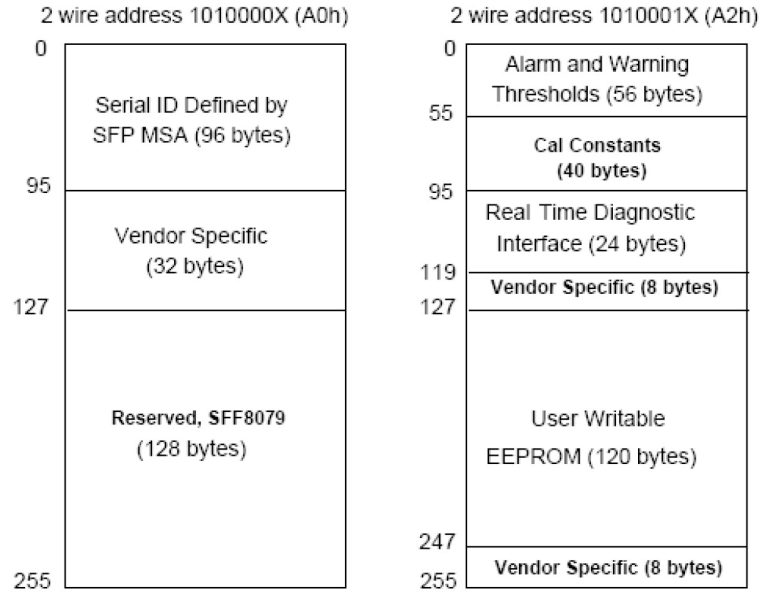 2 wire address 1010000X (A0h)
0
Serial ID Defined by
SFP MSA (96 bytes)
95
Vendor Specific
(32 bytes)
127
Reserved, SFF8079
(128 bytes)
255
2 wire address 1010001X (A2h)
0
Alarm and Warning
Thresholds (56 bytes)
55
Cal Constants
(40 bytes)
95
Real Time Diagnostic
Interface (24 bytes)
119
Vendor Specific (8 bytes)
127
User Writable
EEPROM (120 bytes)
247
Vendor Specific (8 bytes)
255